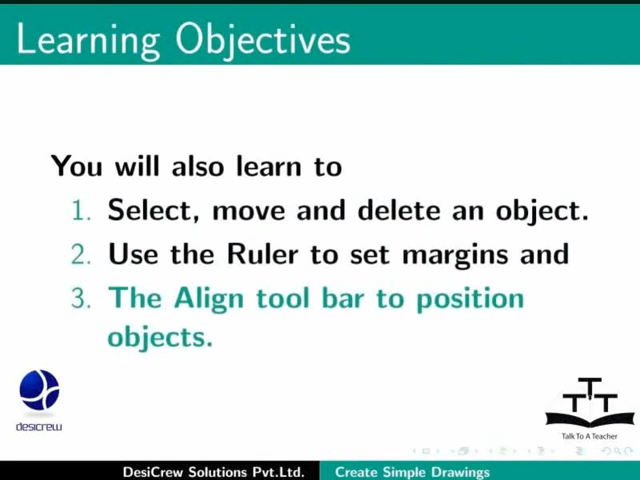 Learning Objectives
You will also learn to
1. Select, move and delete an object.
2. Use the Ruler to set margins and
3. The Align tool bar to position
objects.
desicrew
TTT
Talk To A Teacher
DesiCrew Solutions Pvt.Ltd. Create Simple Drawings